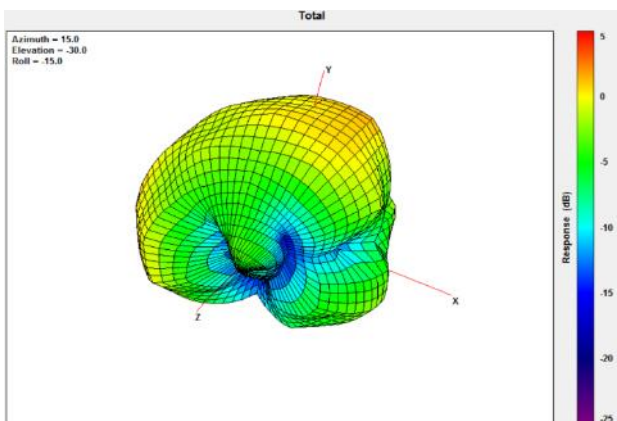 Total
Azimuth = 15.0
Elevation = -30.0
Roll = -15.0
Y
X
Z
5
0
-5
-10
-15
-20
-25
Response (dB)